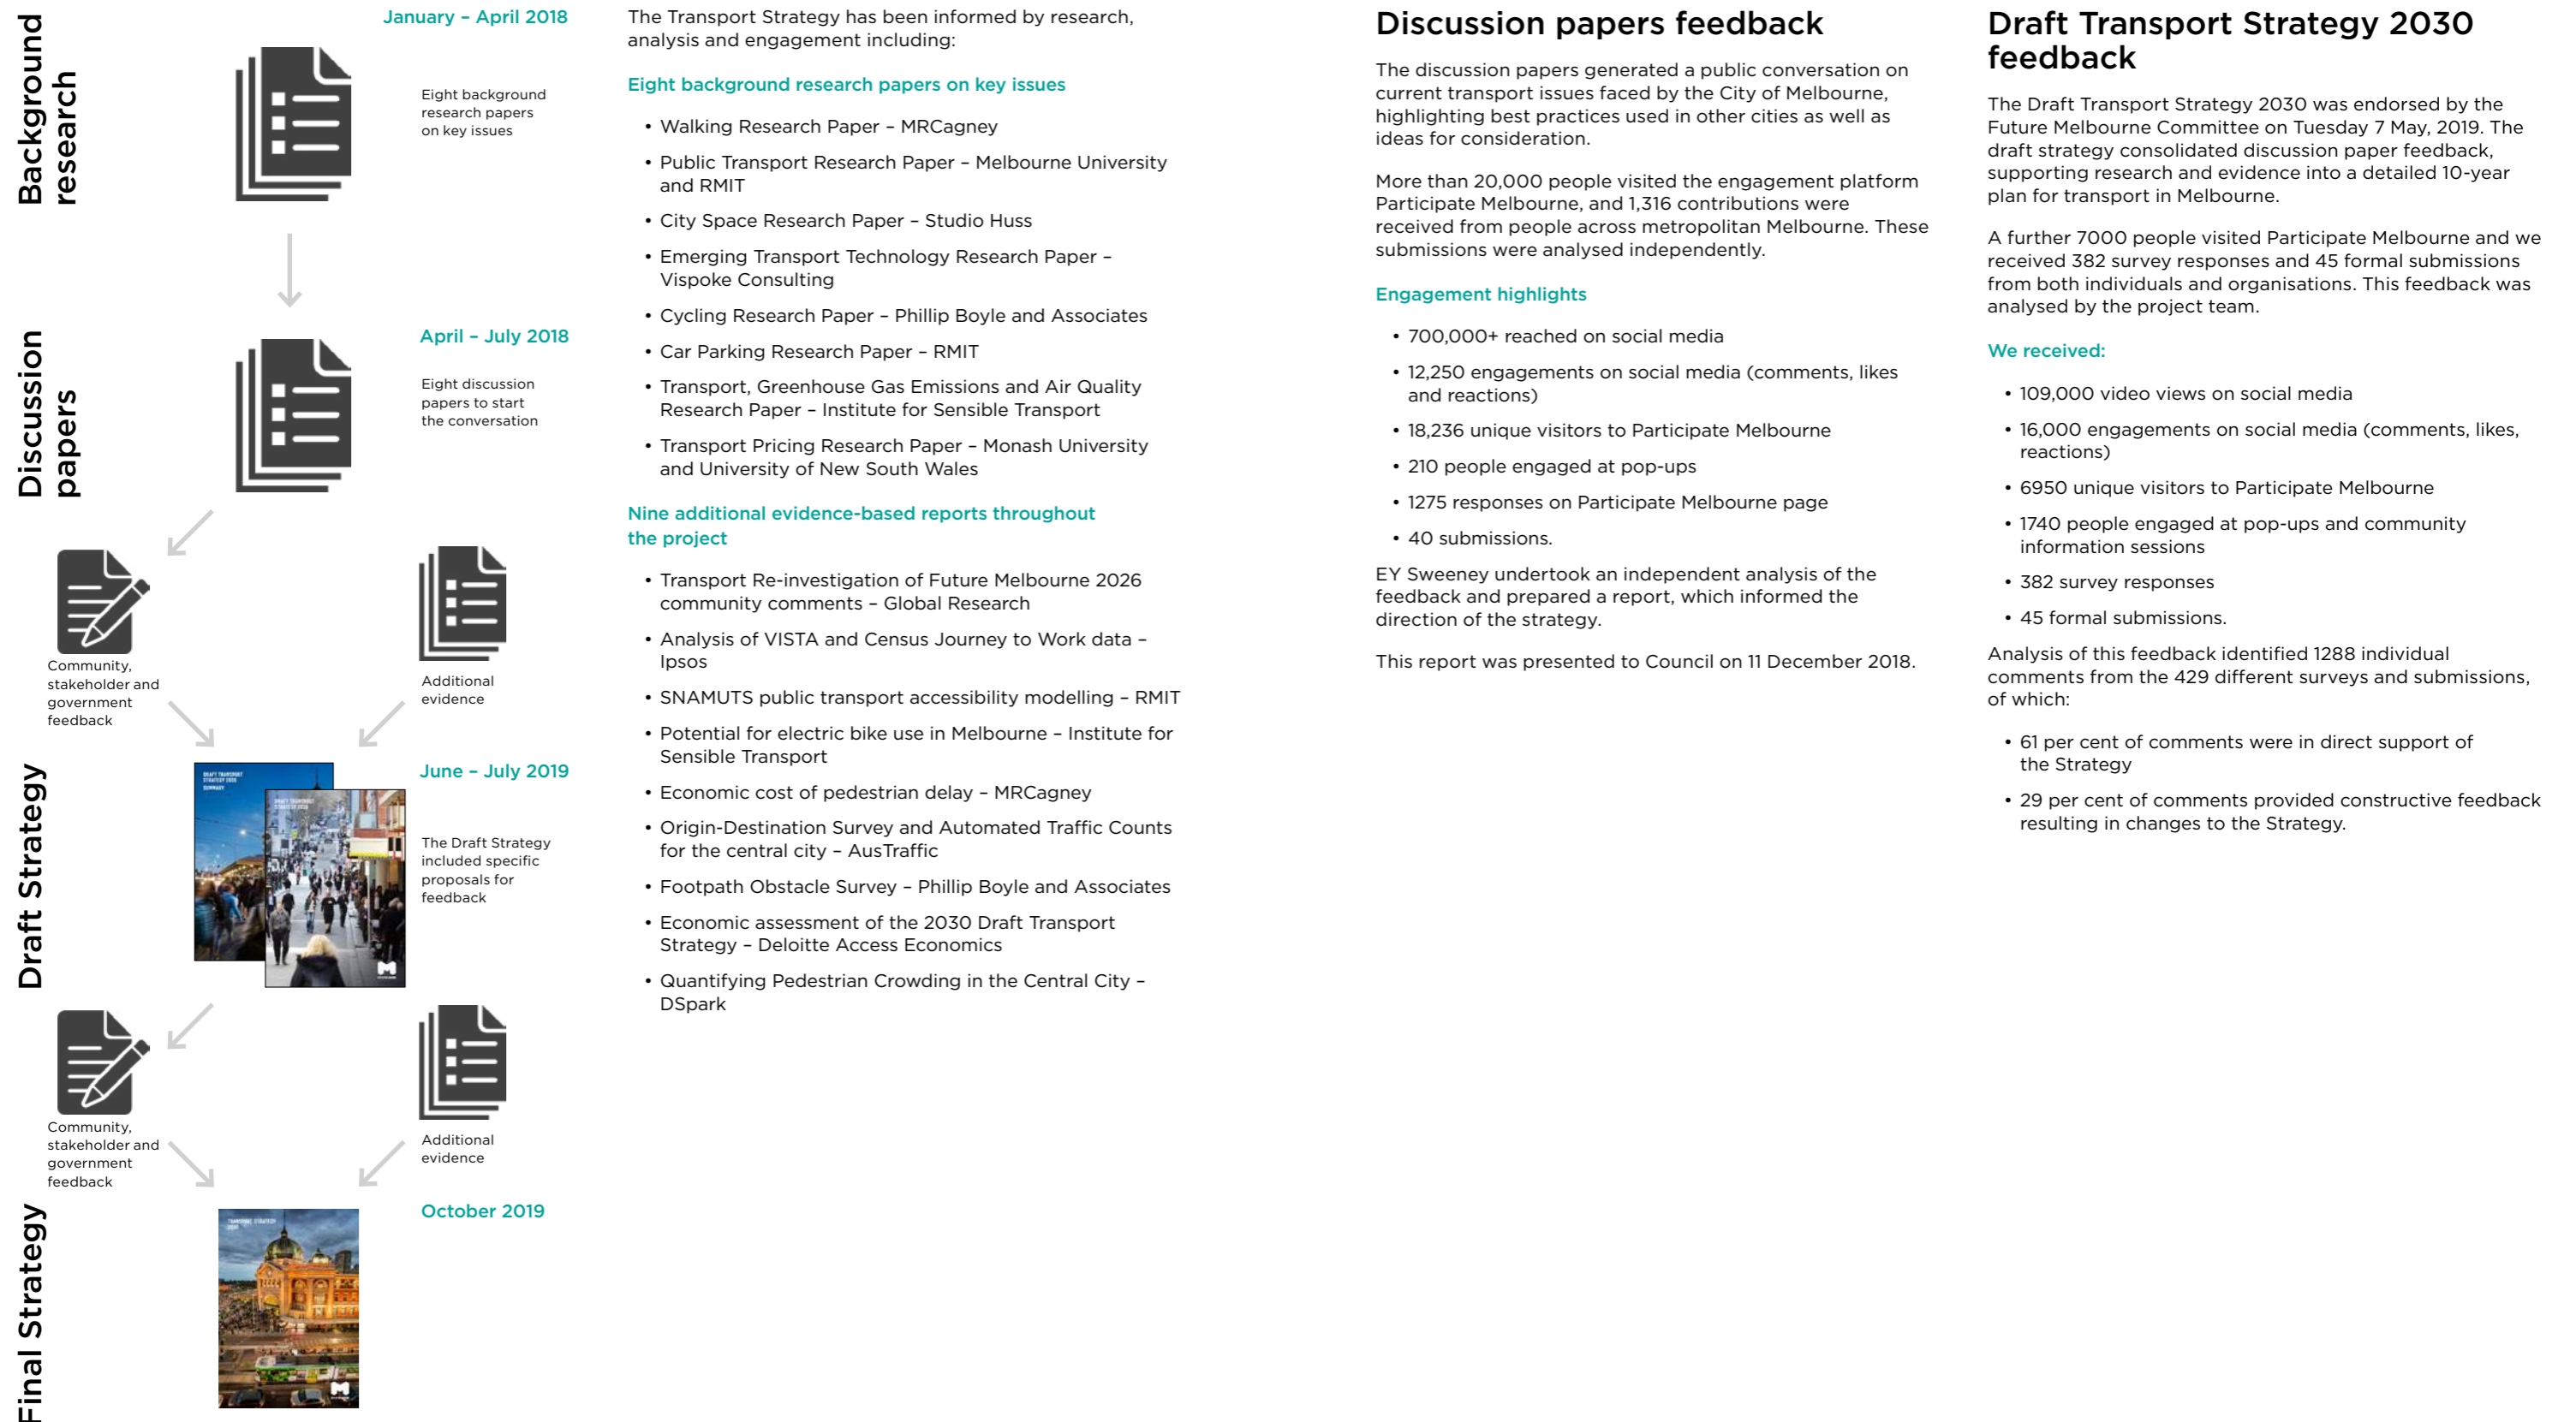 Background
research
January – April 2018
Eight background
research papers
on key issues
Discussion
papers
April – July 2018
Eight discussion
papers to start
the conversation
Community,
stakeholder and
government
feedback
Additional
evidence
Draft Strategy
DRAFT TRANSPORT
STRATEGY 2030
SUMMARY
DRAFT TRANSPORT
STRATEGY 2030
June – July 2019
The Draft Strategy
included specific
proposals for
feedback
Community,
stakeholder and
government
feedback
Additional
evidence
Final Strategy
TRANSPORT STRATEGY
2030
October 2019
The Transport Strategy has been informed by research,
analysis and engagement including:
Eight background research papers on key issues
• Walking Research Paper – MRCagney
• Public Transport Research Paper – Melbourne University
and RMIT
• City Space Research Paper – Studio Huss
• Emerging Transport Technology Research Paper –
Vispoke Consulting
• Cycling Research Paper – Phillip Boyle and Associates
• Car Parking Research Paper – RMIT
• Transport, Greenhouse Gas Emissions and Air Quality
Research Paper – Institute for Sensible Transport
• Transport Pricing Research Paper – Monash University
and University of New South Wales
Nine additional evidence-based reports throughout
the project
• Transport Re-investigation of Future Melbourne 2026
community comments – Global Research
• Analysis of VISTA and Census Journey to Work data –
Ipsos
• SNAMUTS public transport accessibility modelling – RMIT
• Potential for electric bike use in Melbourne – Institute for
Sensible Transport
• Economic cost of pedestrian delay – MRCagney
• Origin-Destination Survey and Automated Traffic Counts
for the central city – AusTraffic
• Footpath Obstacle Survey – Phillip Boyle and Associates
• Economic assessment of the 2030 Draft Transport
Strategy – Deloitte Access Economics
• Quantifying Pedestrian Crowding in the Central City –
DSpark
Discussion papers feedback
The discussion papers generated a public conversation on
current transport issues faced by the City of Melbourne,
highlighting best practices used in other cities as well as
ideas for consideration.
More than 20,000 people visited the engagement platform
Participate Melbourne, and 1,316 contributions were
received from people across metropolitan Melbourne. These
submissions were analysed independently.
Engagement highlights
• 700,000+ reached on social media
• 12,250 engagements on social media (comments, likes
and reactions)
• 18,236 unique visitors to Participate Melbourne
• 210 people engaged at pop-ups
• 1275 responses on Participate Melbourne page
• 40 submissions.
EY Sweeney undertook an independent analysis of the
feedback and prepared a report, which informed the
direction of the strategy.
This report was presented to Council on 11 December 2018.
Draft Transport Strategy 2030
feedback
The Draft Transport Strategy 2030 was endorsed by the
Future Melbourne Committee on Tuesday 7 May, 2019. The
draft strategy consolidated discussion paper feedback,
supporting research and evidence into a detailed 10-year
plan for transport in Melbourne.
A further 7000 people visited Participate Melbourne and we
received 382 survey responses and 45 formal submissions
from both individuals and organisations. This feedback was
analysed by the project team.
We received:
• 109,000 video views on social media
• 16,000 engagements on social media (comments, likes,
reactions)
• 6950 unique visitors to Participate Melbourne
• 1740 people engaged at pop-ups and community
information sessions
• 382 survey responses
• 45 formal submissions.
Analysis of this feedback identified 1288 individual
comments from the 429 different surveys and submissions,
of which:
• 61 per cent of comments were in direct support of
the Strategy
• 29 per cent of comments provided constructive feedback
resulting in changes to the Strategy.